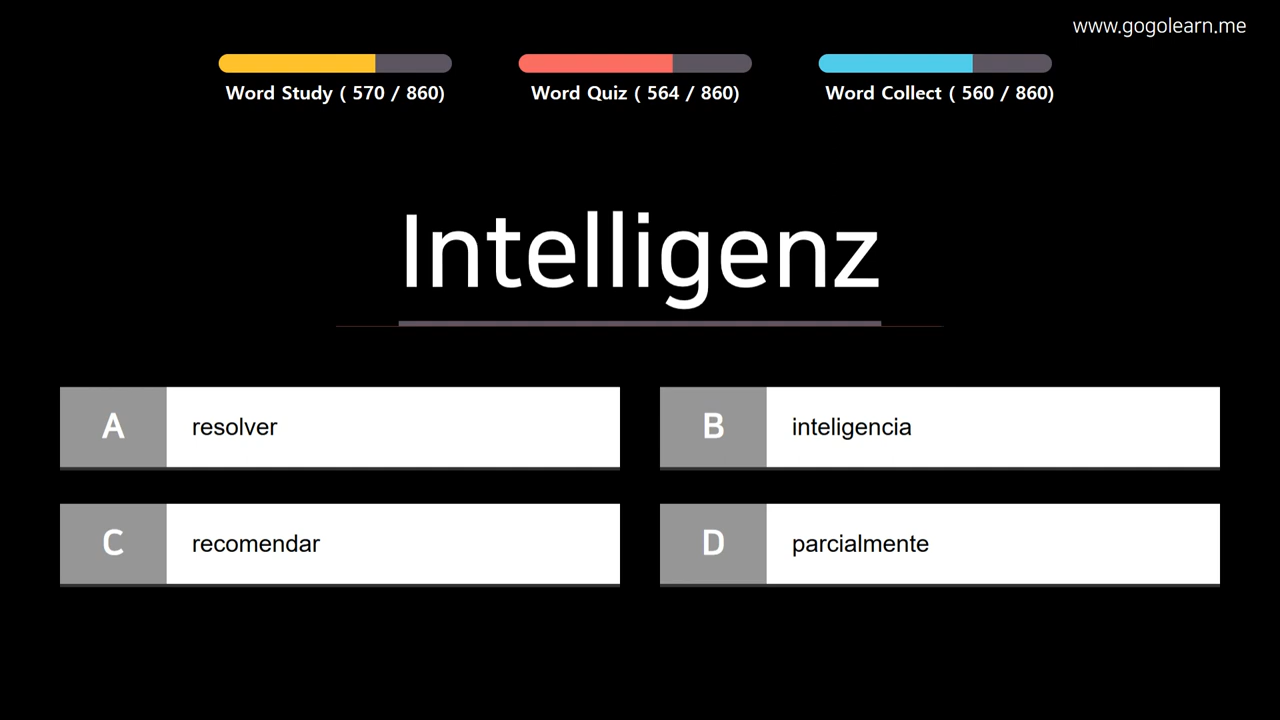 www.gogolearn.me
Word Study ( 570 / 860)
Word Quiz ( 564 / 860)
Word Collect ( 560 / 860)
Intelligenz
A resolver
B inteligencia
C recomendar
D parcialmente